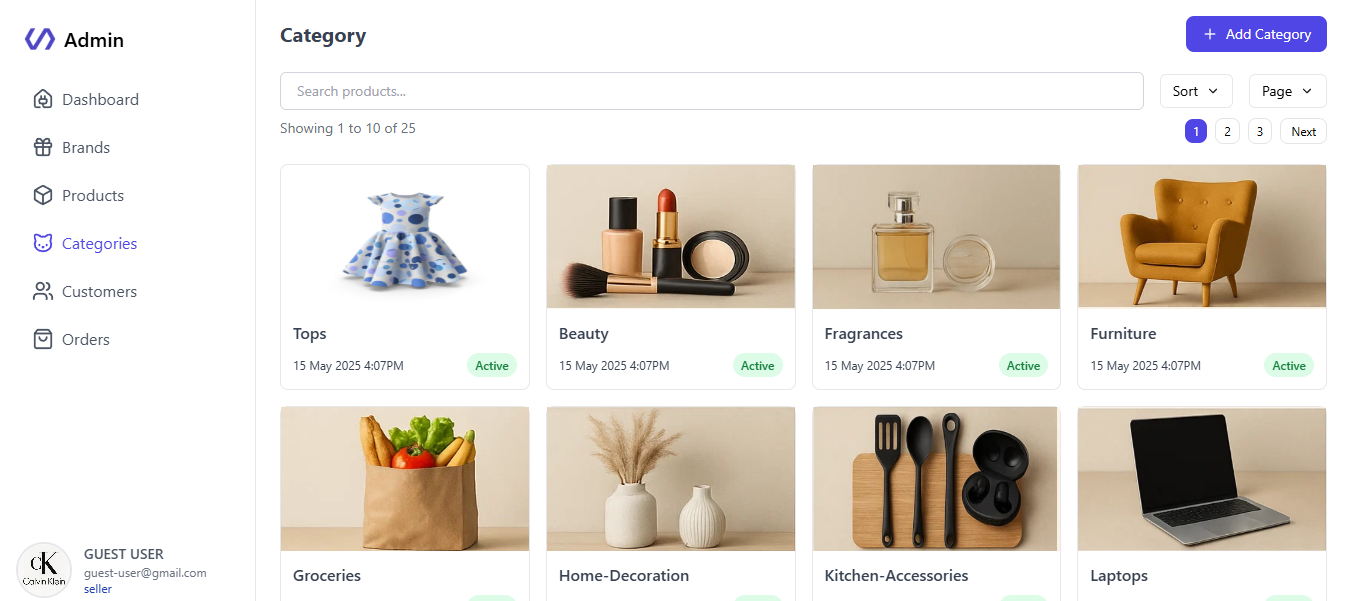 Admin
Dashboard
Brands
Products
Categories
Customers
Orders
CK
Calvin Klein
GUEST USER
guest-user@gmail.com
seller
Category
+ Add Category
Search products...
Sort
Page
Showing 1 to 10 of 25
1 2 3 Next
Tops
15 May 2025 4:07PM Active
Beauty
15 May 2025 4:07PM Active
Fragrances
15 May 2025 4:07PM Active
Furniture
15 May 2025 4:07PM Active
Groceries
Home-Decoration
Kitchen-Accessories
Laptops